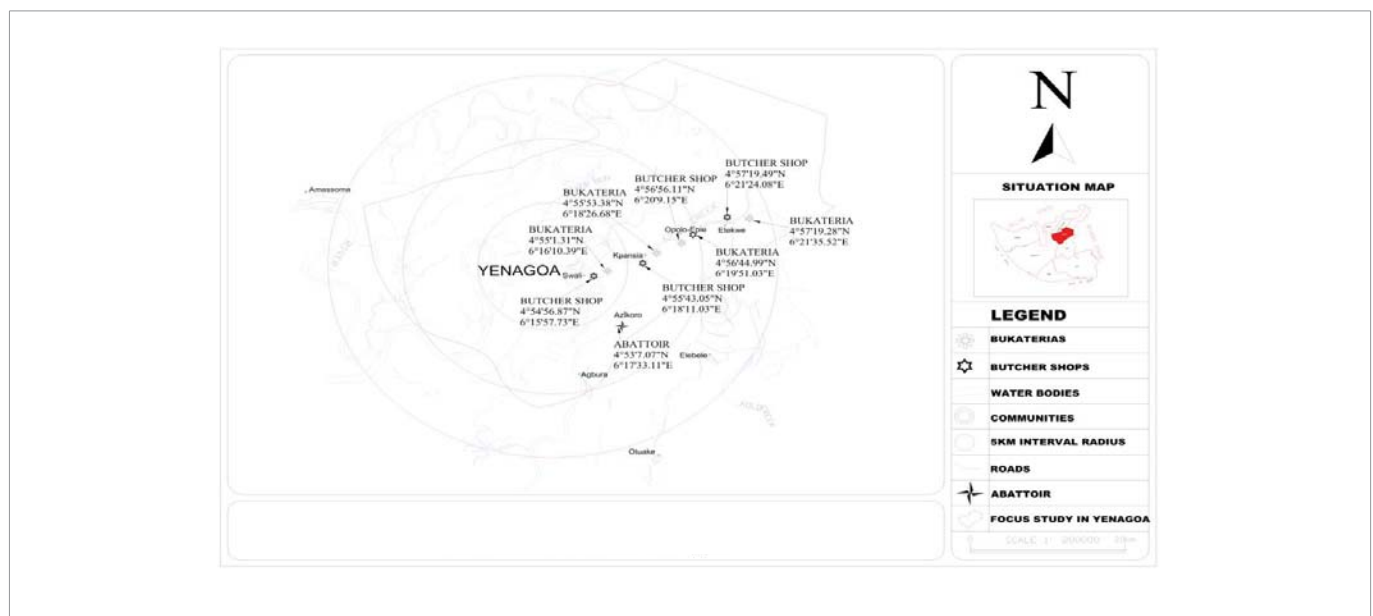 Amassoma
BUTCHER SHOP
4°57'19.49"N
6°21'24.08"E
BUTCHER SHOP
4°56'56.11"N
6°20'9.15"E
BUKATERIA
4°55'53.38"N
6°18'26.68"E
BUKATERIA
4°57'19.28"N
6°21'35.52"E
BUKATERIA
4°55'1.31"N
6°16'10.39"E
Opolo-Epie
Etekwe
BUKATERIA
4°56'44.99"N
6°19'51.03"E
Kpansia
YENAGOA
Swali
BUTCHER SHOP
4°55'43.05"N
6°18'11.03"E
BUTCHER SHOP
4°54'56.87"N
6°15'57.73"E
Azikoro
ABATTOIR
4°53'7.07"N
6°17'33.11"E
Elebele
Agbura
Otuake
N
SITUATION MAP
LEGEND
BUKATERIAS
BUTCHER SHOPS
WATER BODIES
COMMUNITIES
5KM INTERVAL RADIUS
ROADS
ABATTOIR
FOCUS STUDY IN YENAGOA